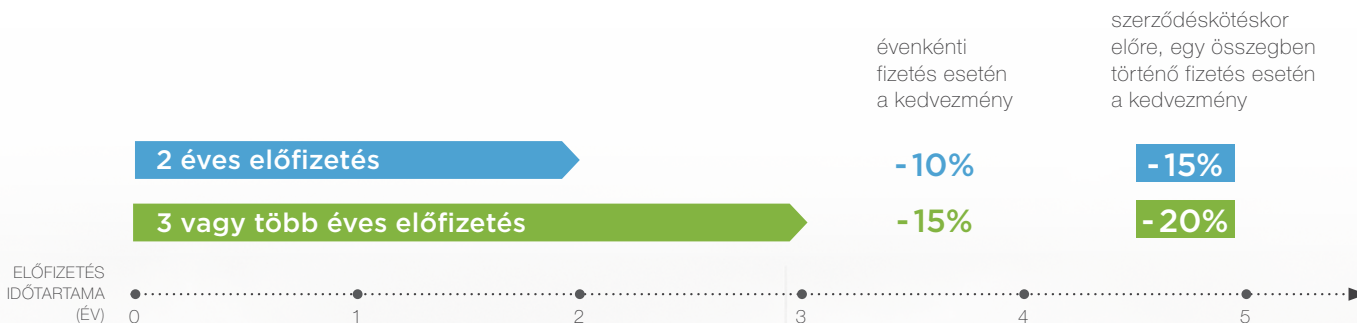 évenkénti
fizetés esetén
a kedvezmény
szerződéskötéskor
előre, egy összegben
történő fizetés esetén
a kedvezmény
2 éves előfizetés
-10%
-15%
3 vagy több éves előfizetés
-15%
-20%
ELŐFIZETÉS
IDŐTARTAMA
(ÉV)
0
1
2
3
4
5